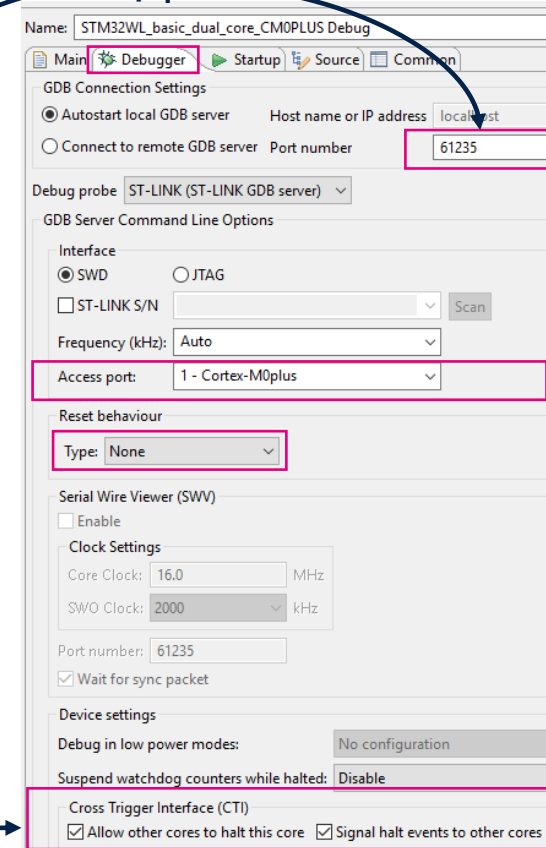 Name: STM32WL_basic_dual_core_CM0PLUS Debug
Main Debugger Startup Source Common
GDB Connection Settings
Autostart local GDB server Host name or IP address localhost
Connect to remote GDB server Port number 61235
Debug probe ST-LINK (ST-LINK GDB server)
GDB Server Command Line Options
Interface
SWD JTAG
ST-LINK S/N Scan
Frequency (kHz): Auto
Access port: 1 - Cortex-M0plus
Reset behaviour
Type: None
Serial Wire Viewer (SWV)
Enable
Clock Settings
Core Clock: 16.0 MHz
SWO Clock: 2000 kHz
Port number: 61235
Wait for sync packet
Device settings
Debug in low power modes: No configuration
Suspend watchdog counters while halted: Disable
Cross Trigger Interface (CTI)
Allow other cores to halt this core Signal halt events to other cores